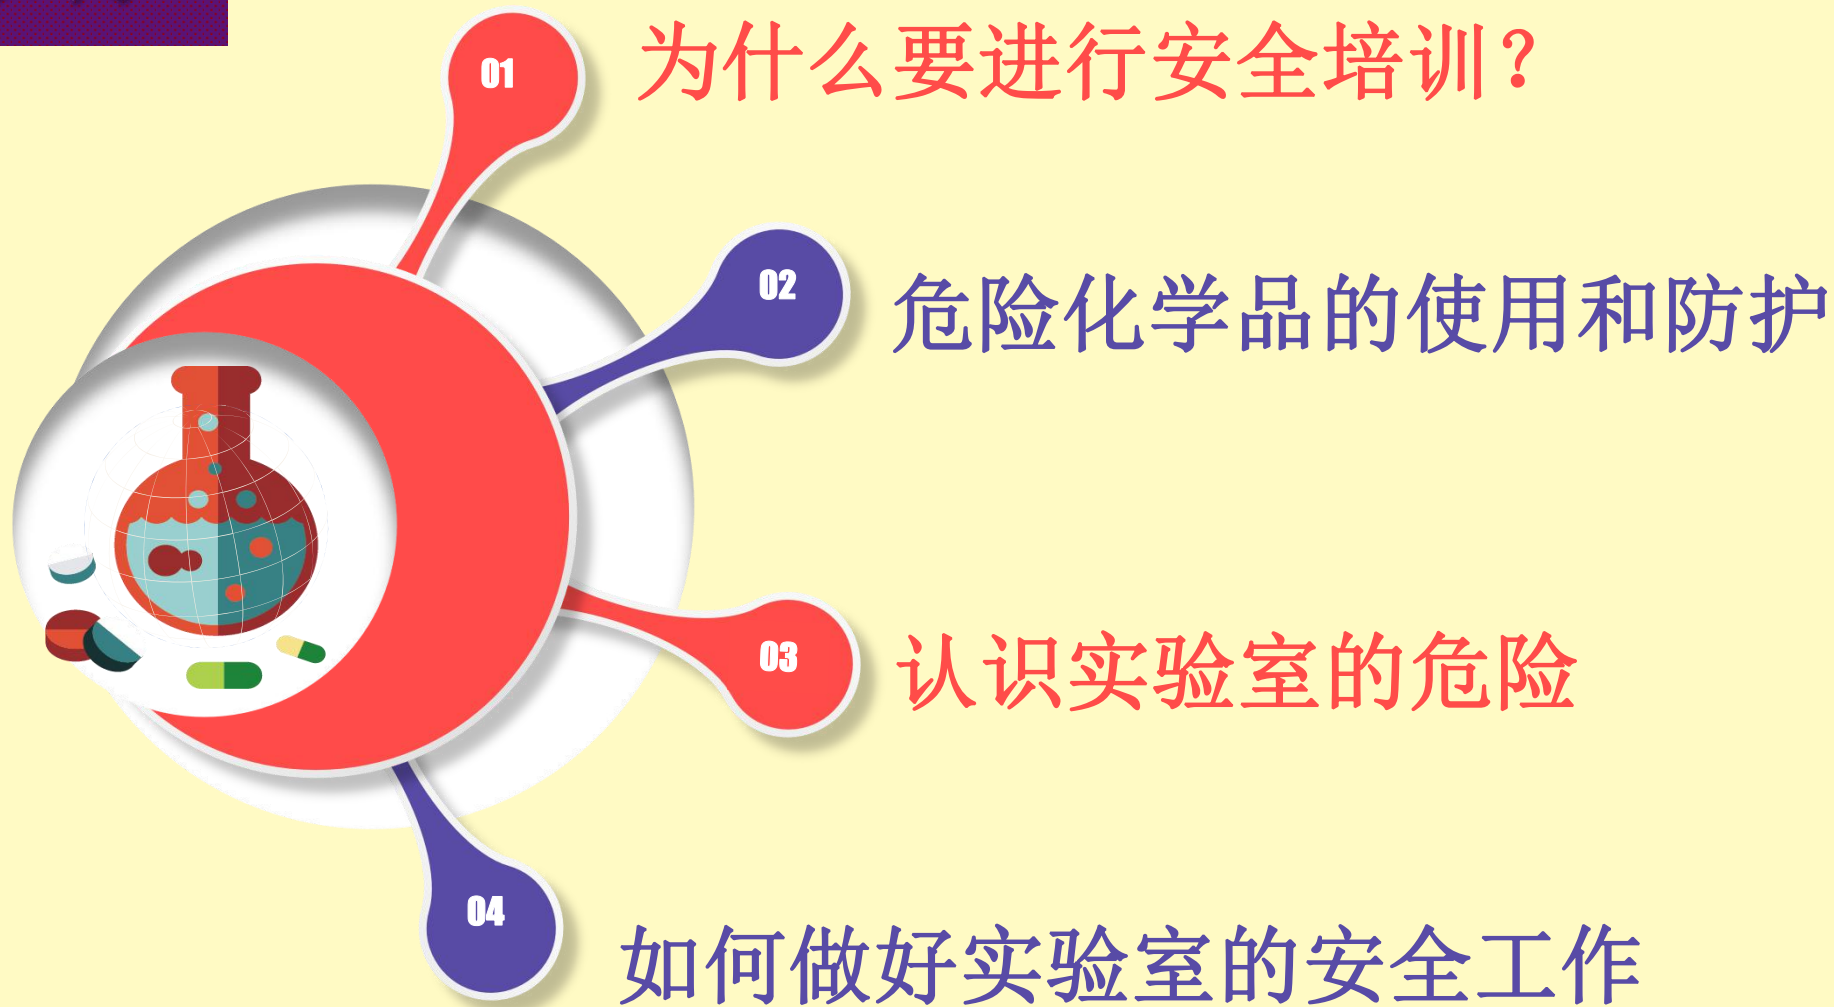 01 为什么要进行安全培训？
02 危险化学品的使用和防护
03 认识实验室的危险
04 如何做好实验室的安全工作